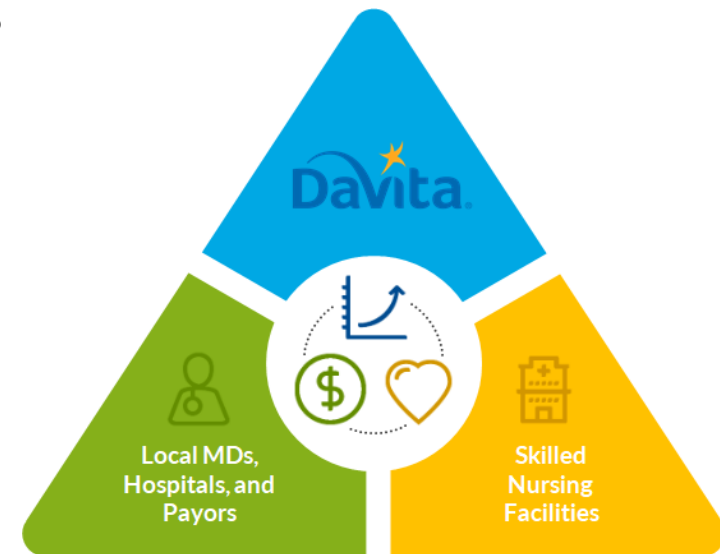 DaVita®
$
Local MDs,
Hospitals, and
Payors
Skilled
Nursing
Facilities